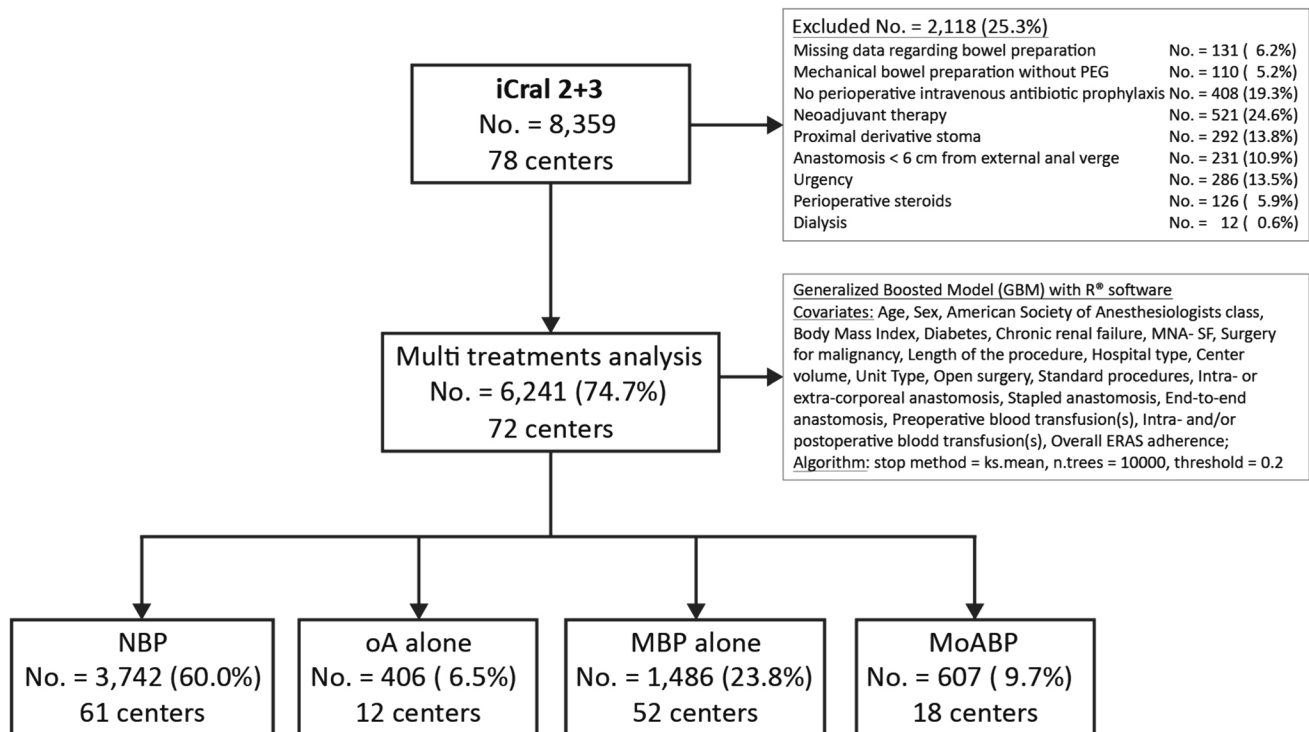 iCral 2+3
No. = 8,359
78 centers
Excluded No. = 2,118 (25.3%)
Missing data regarding bowel preparation No. = 131 ( 6.2%)
Mechanical bowel preparation without PEG No. = 110 ( 5.2%)
No perioperative intravenous antibiotic prophylaxis No. = 408 (19.3%)
Neoadjuvant therapy No. = 521 (24.6%)
Proximal derivative stoma No. = 292 (13.8%)
Anastomosis < 6 cm from external anal verge No. = 231 (10.9%)
Urgency No. = 286 (13.5%)
Perioperative steroids No. = 126 ( 5.9%)
Dialysis No. = 12 ( 0.6%)
Multi treatments analysis
No. = 6,241 (74.7%)
72 centers
Generalized Boosted Model (GBM) with R® software
Covariates: Age, Sex, American Society of Anesthesiologists class,
Body Mass Index, Diabetes, Chronic renal failure, MNA- SF, Surgery
for malignancy, Length of the procedure, Hospital type, Center
volume, Unit Type, Open surgery, Standard procedures, Intra- or
extra-corporeal anastomosis, Stapled anastomosis, End-to-end
anastomosis, Preoperative blood transfusion(s), Intra- and/or
postoperative blodd transfusion(s), Overall ERAS adherence;
Algorithm: stop method = ks.mean, n.trees = 10000, threshold = 0.2
NBP
No. = 3,742 (60.0%)
61 centers
oA alone
No. = 406 ( 6.5%)
12 centers
MBP alone
No. = 1,486 (23.8%)
52 centers
MoABP
No. = 607 ( 9.7%)
18 centers